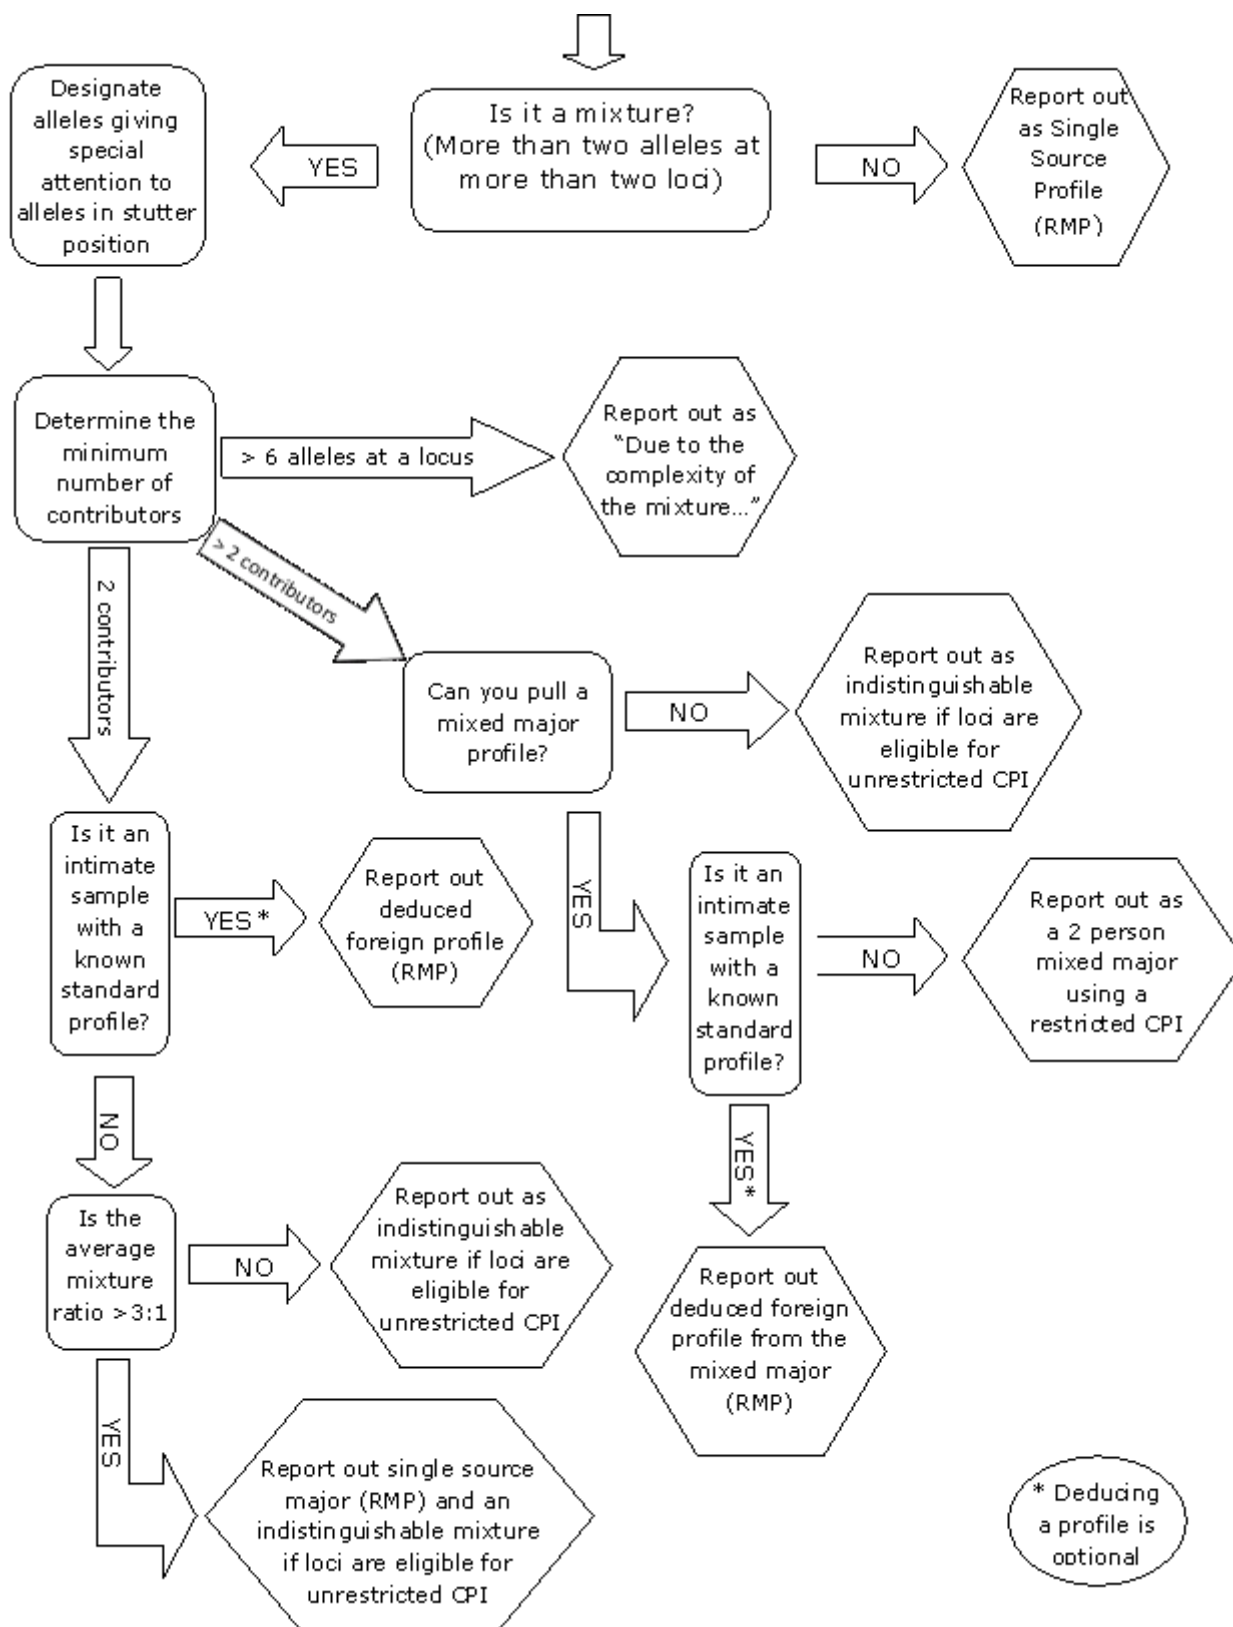 Is it a mixture?
(More than two alleles at
more than two loci)
YES
NO
Designate
alleles giving
special
attention to
alleles in stutter
position
Report out
as Single
Source
Profile
(RMP)
Determine the
minimum
number of
contributors
> 6 alleles at a locus
Report out as
“Due to the
complexity of
the mixture...”
> 2 contributors
2 contributors
Can you pull a
mixed major
profile?
NO
Report out as
indistinguishable
mixture if loci are
eligible for
unrestricted CPI
YES
Is it an
intimate
sample
with a
known
standard
profile?
YES*
Report out
deduced
foreign profile
(RMP)
Is it an
intimate
sample
with a
known
standard
profile?
NO
Report out as
a 2 person
mixed major
using a
restricted CPI
NO
YES*
Is the
average
mixture
ratio >3:1
NO
Report out as
indistinguishable
mixture if loci are
eligible for
unrestricted CPI
Report out
deduced foreign
profile from the
mixed major
(RMP)
YES
Report out single source
major (RMP) and an
indistinguishable mixture
if loci are eligible for
unrestricted CPI
* Deducing
a profile is
optional